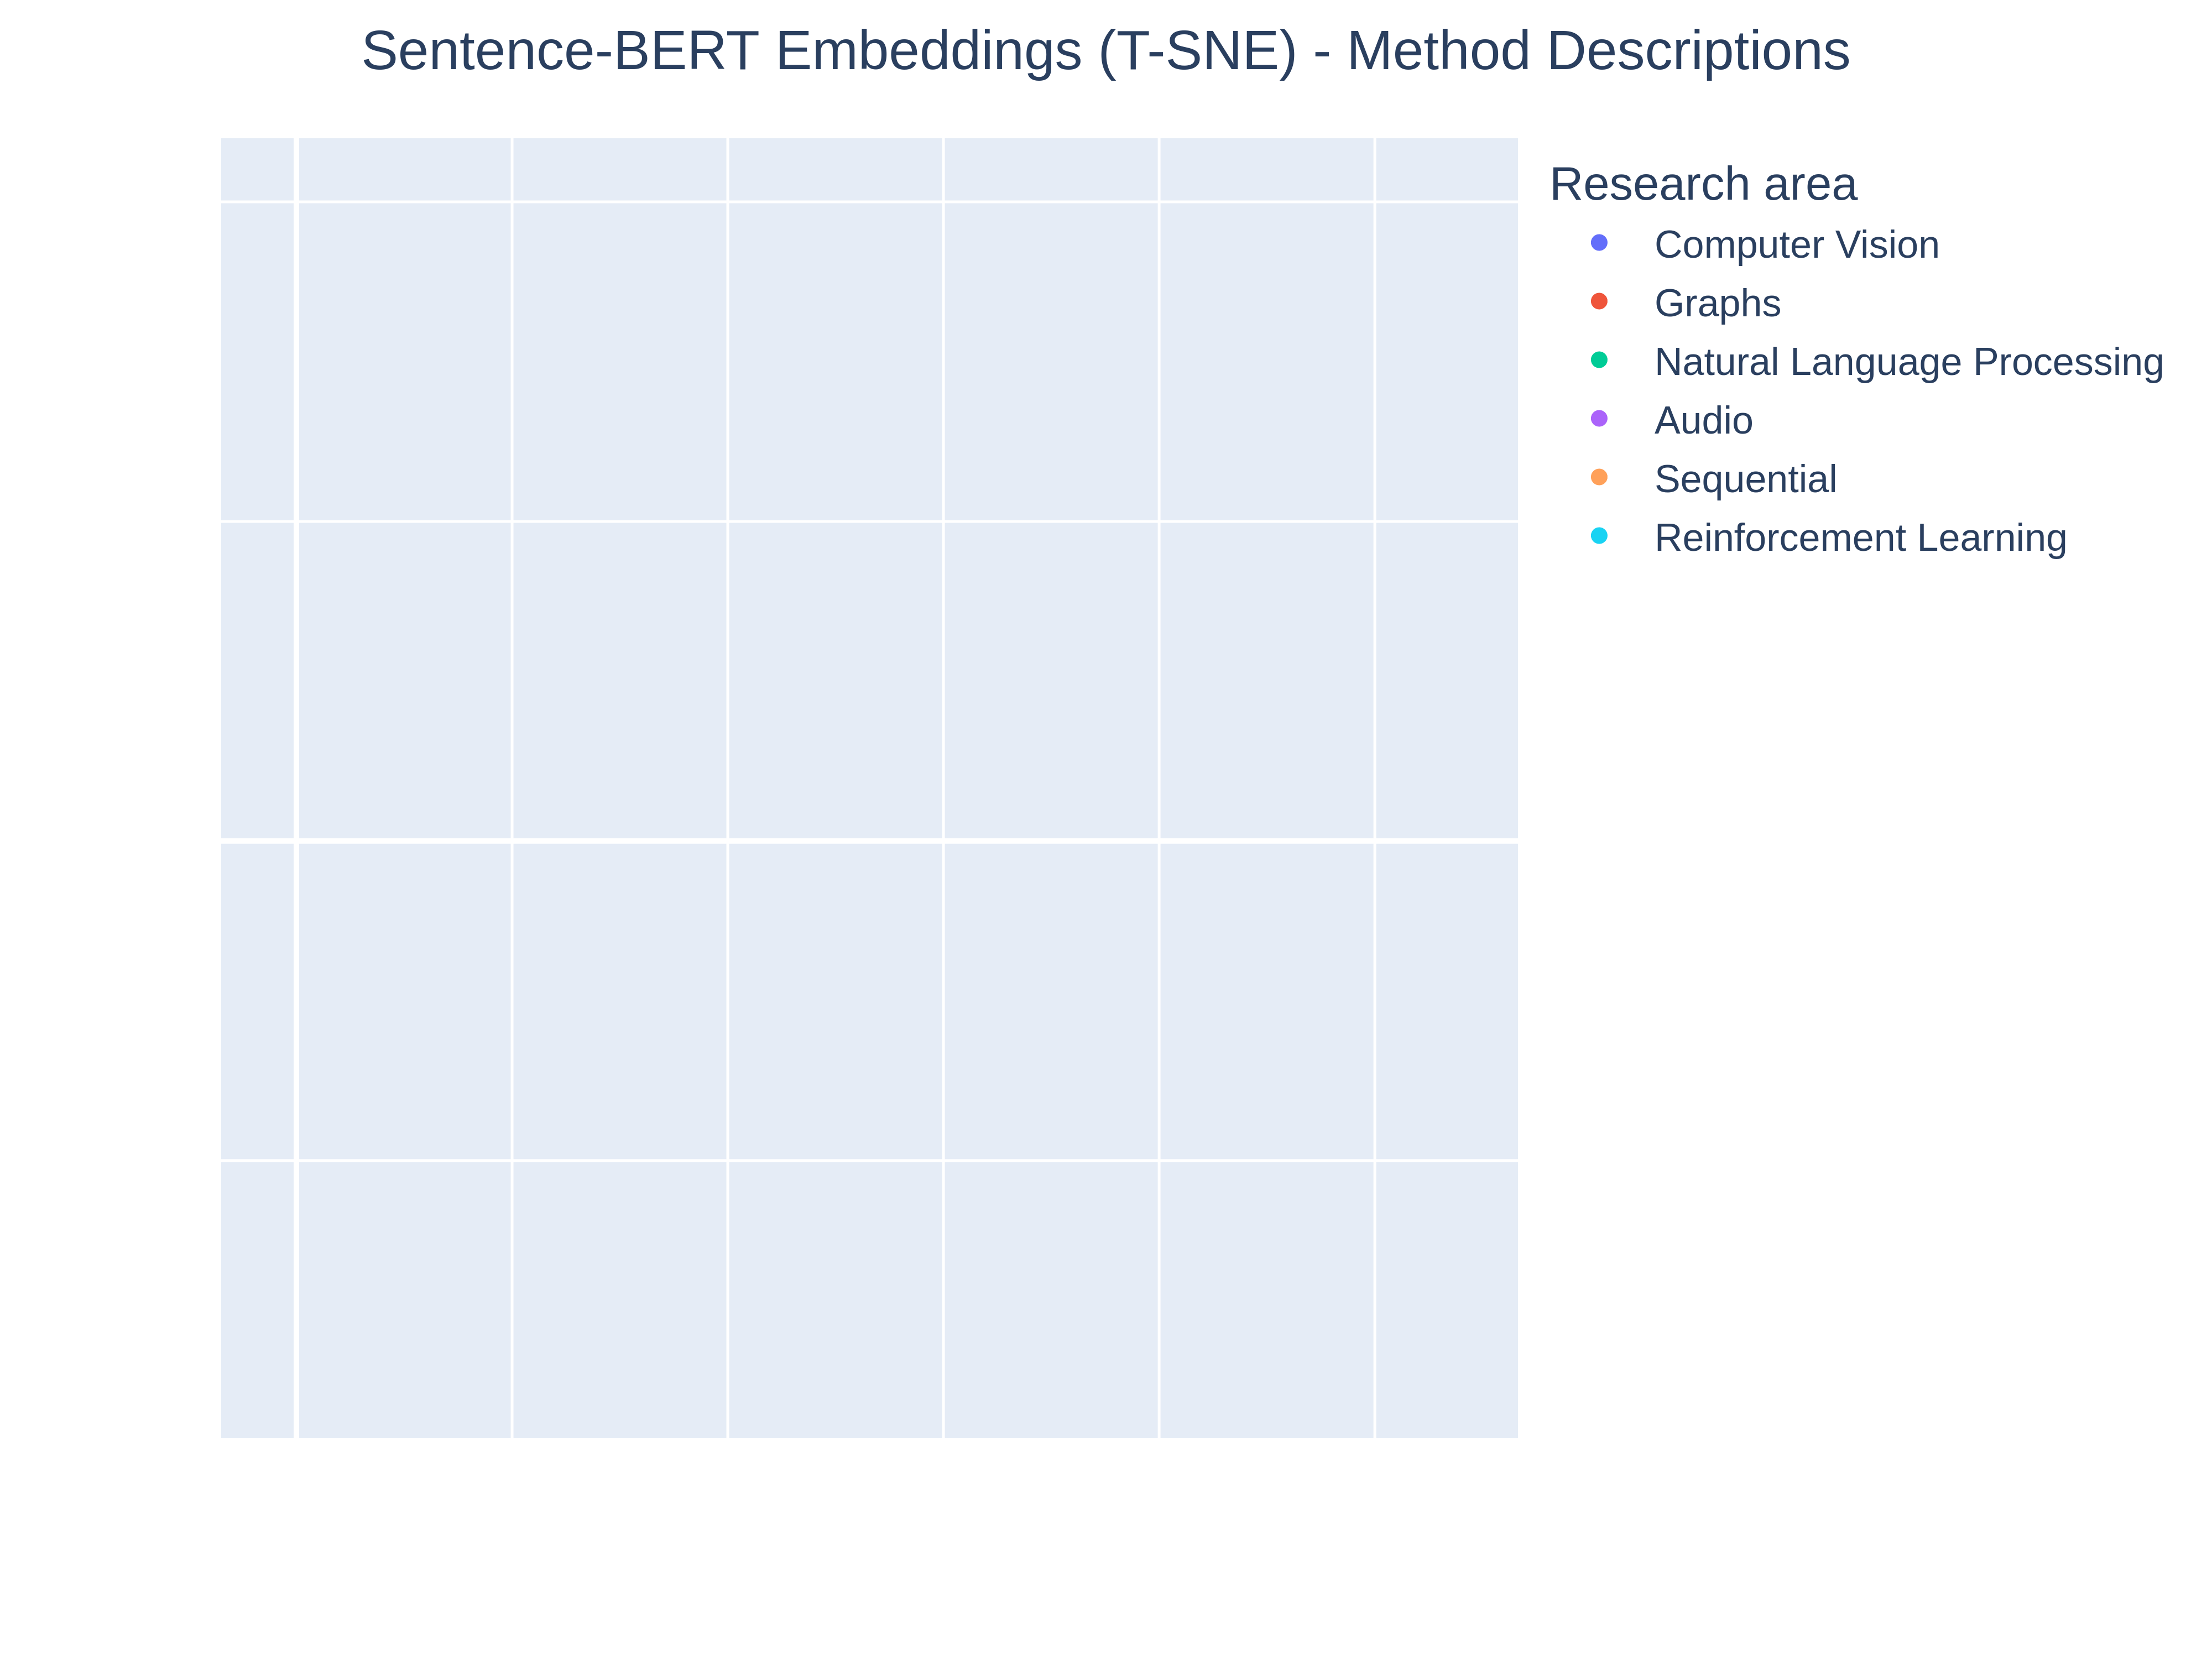 Sentence-BERT Embeddings (T-SNE) - Method Descriptions
Research area
Computer Vision
Graphs
Natural Language Processing
Audio
Sequential
Reinforcement Learning